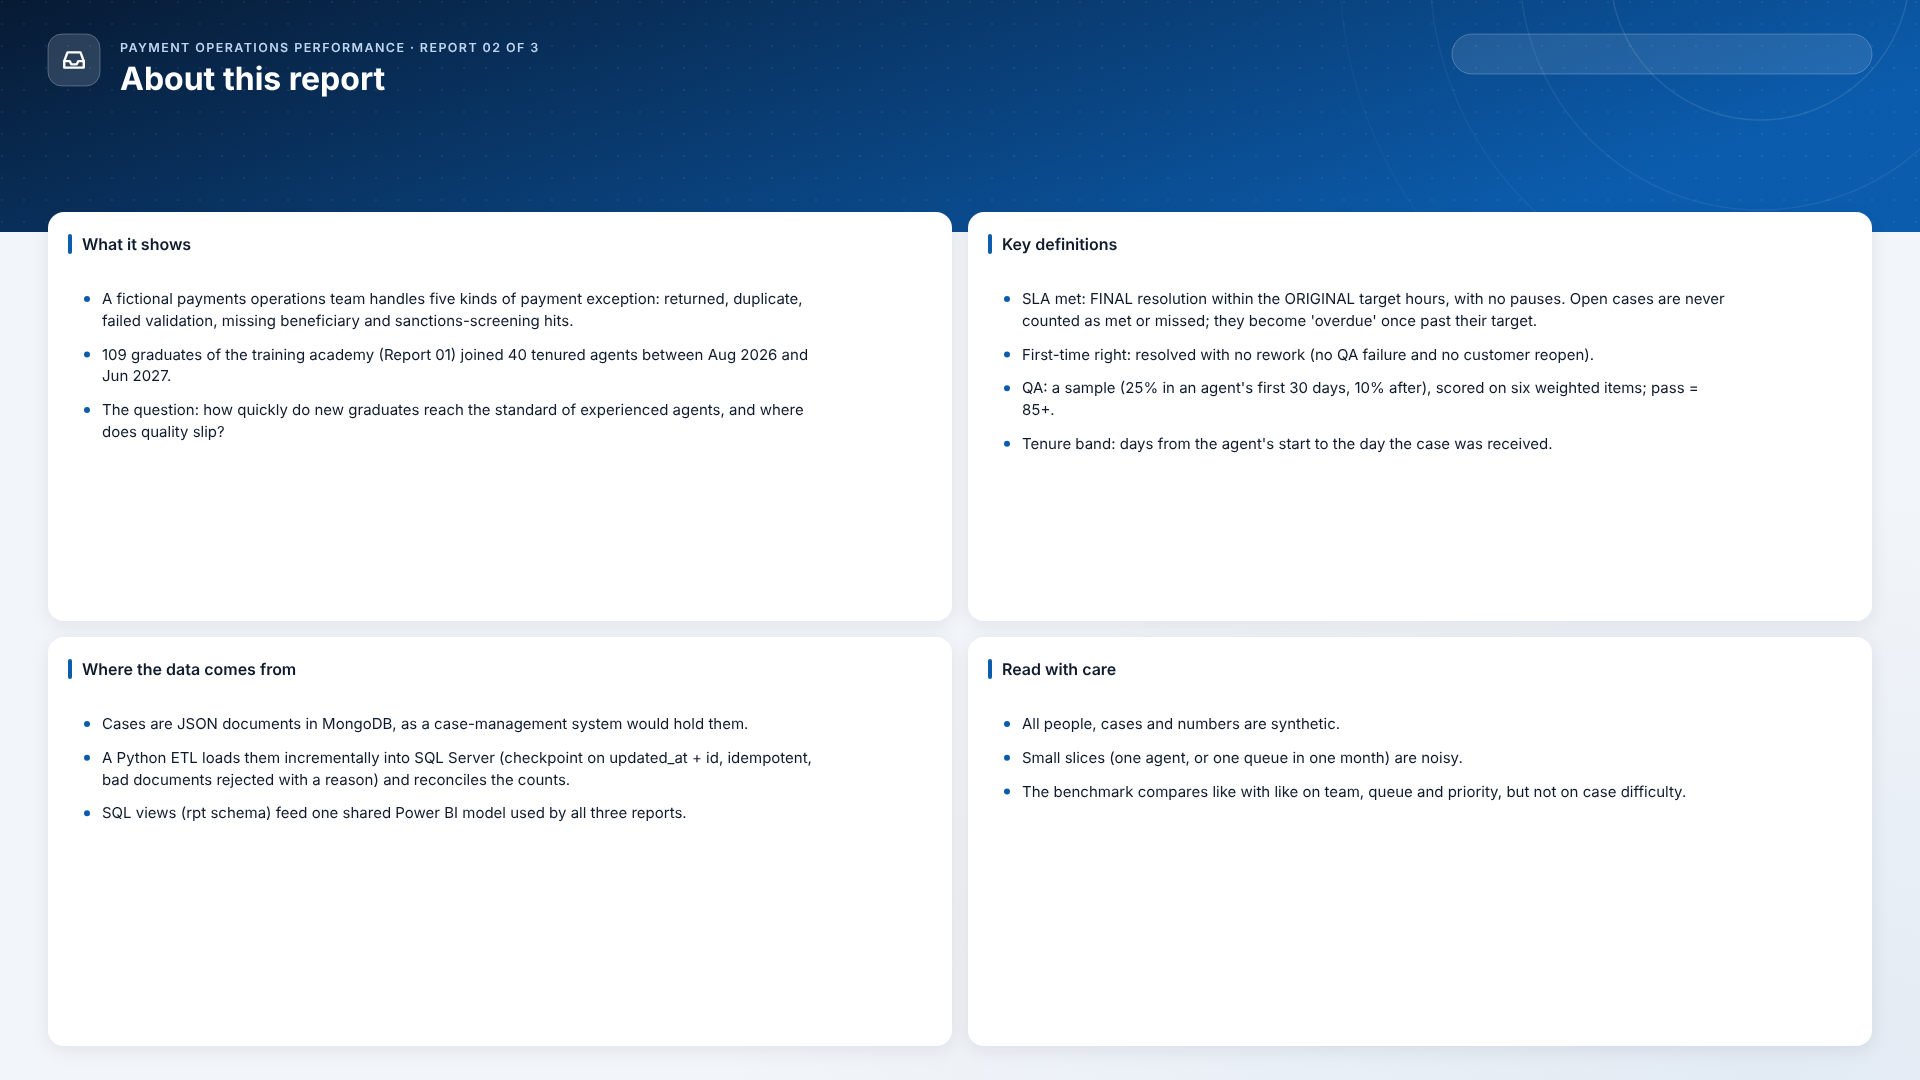 PAYMENT OPERATIONS PERFORMANCE · REPORT 02 OF 3
About this report
What it shows
A fictional payments operations team handles five kinds of payment exception: returned, duplicate,
failed validation, missing beneficiary and sanctions-screening hits.
109 graduates of the training academy (Report 01) joined 40 tenured agents between Aug 2026 and
Jun 2027.
The question: how quickly do new graduates reach the standard of experienced agents, and where
does quality slip?
Key definitions
SLA met: FINAL resolution within the ORIGINAL target hours, with no pauses. Open cases are never
counted as met or missed; they become 'overdue' once past their target.
First-time right: resolved with no rework (no QA failure and no customer reopen).
QA: a sample (25% in an agent's first 30 days, 10% after), scored on six weighted items; pass =
85+.
Tenure band: days from the agent's start to the day the case was received.
Where the data comes from
Cases are JSON documents in MongoDB, as a case-management system would hold them.
A Python ETL loads them incrementally into SQL Server (checkpoint on updated_at + id, idempotent,
bad documents rejected with a reason) and reconciles the counts.
SQL views (rpt schema) feed one shared Power BI model used by all three reports.
Read with care
All people, cases and numbers are synthetic.
Small slices (one agent, or one queue in one month) are noisy.
The benchmark compares like with like on team, queue and priority, but not on case difficulty.